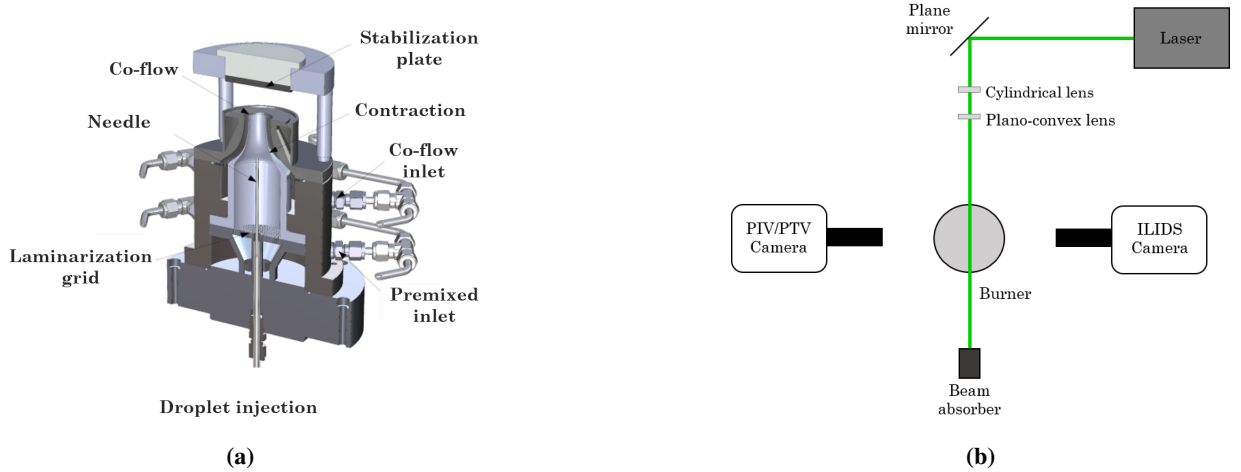 Stabilization
plate
Co-flow
Contraction
Needle
Co-flow
inlet
Laminarization
grid
Premixed
inlet
Droplet injection
(a)
Plane
mirror
Laser
Cylindrical lens
Plano-convex lens
PIV/PTV
Camera
ILIDS
Camera
Burner
Beam
absorber
(b)